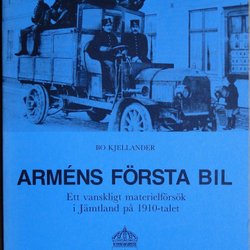 BO KJELLANDER
ARMÉNS FÖRSTA BIL
Ett vanskligt materielförsök
i Jämtland på 1910-talet